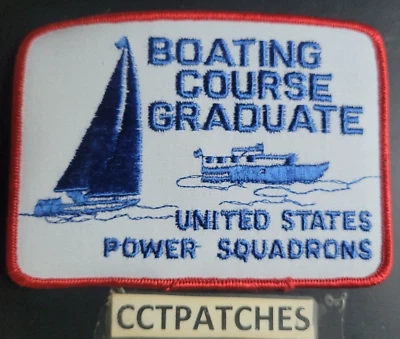 BOATING
COURSE
GRADUATE
UNITED STATES
POWER SQUADRONS
CCTPATCHES